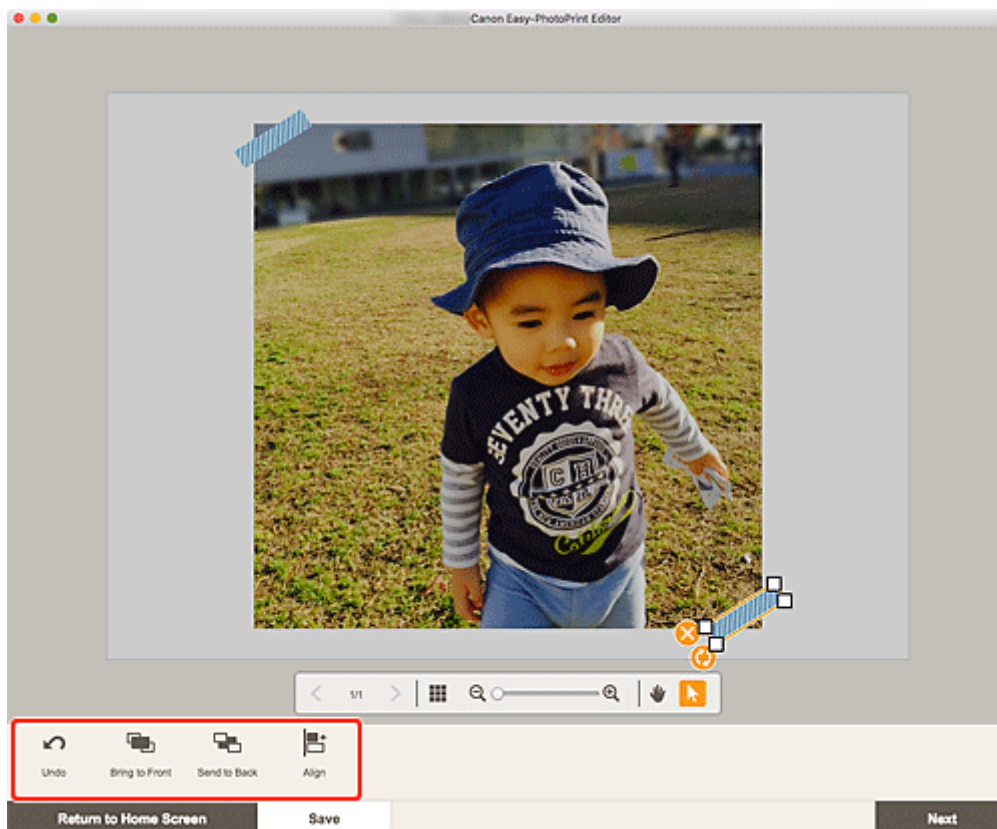 Canon Easy-PhotoPrint Editor
SEVENTY THRE
1/1
Undo
Bring to Front
Send to Back
Align
Return to Home Screen
Save
Next